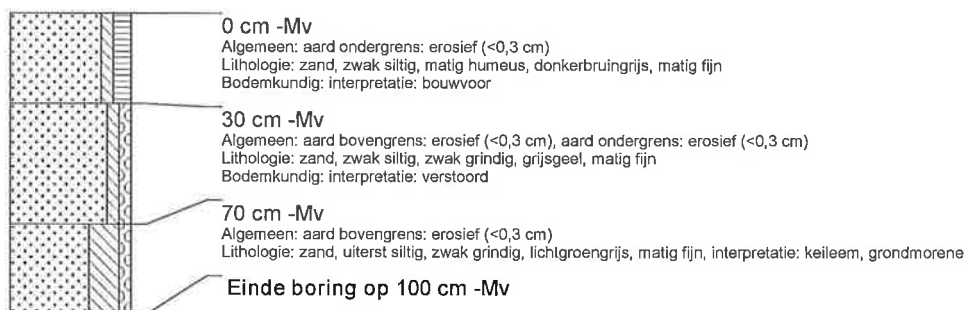 0 cm -Mv
Algemeen: aard ondergrens: erosief (<0,3 cm)
Lithologie: zand, zwak siltig, matig humeus, donkerbruingrijs, matig fijn
Bodemkundig: interpretatie: bouwvoor
30 cm -Mv
Algemeen: aard bovengrens: erosief (<0,3 cm), aard ondergrens: erosief (<0,3 cm)
Lithologie: zand, zwak siltig, zwak grindig, grijsgeel, matig fijn
Bodemkundig: interpretatie: verstoord
70 cm -Mv
Algemeen: aard bovengrens: erosief (<0,3 cm)
Lithologie: zand, uiterst siltig, zwak grindig, lichtgroengrijs, matig fijn, interpretatie: keileem, grondmorene
Einde boring op 100 cm -Mv